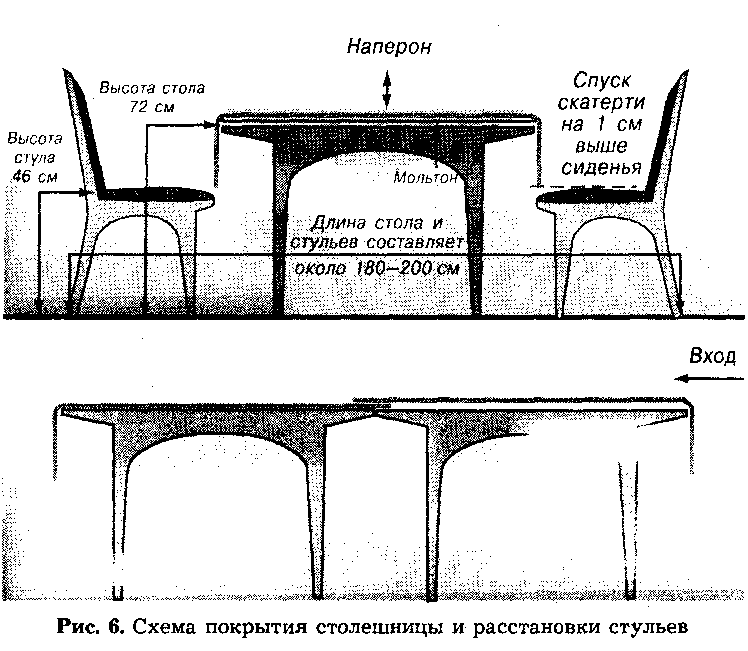 Наперон
Высота стола
72 см
Спуск
скатерти
на 1 см
выше
сиденья
Высота
стула
46 см
Мольтон
Длина стола и
стульев составляет
около 180—200 см
Вход
Рис. 6. Схема покрытия столешницы и расстановки стульев